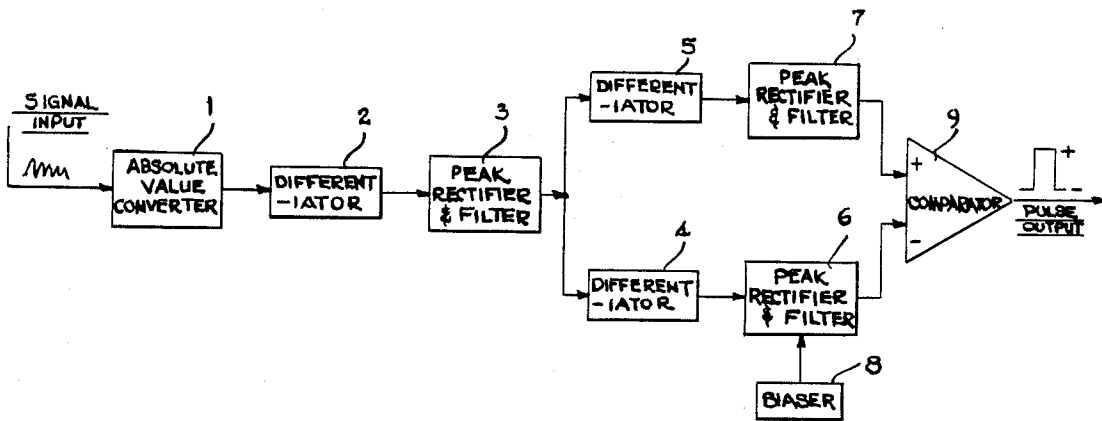 SIGNAL
INPUT
1
ABSOLUTE
VALUE
CONVERTER
2
DIFFERENT
-IATOR
3
PEAK
RECTIFIER
& FILTER
5
DIFFERENT
-IATOR
7
PEAK
RECTIFIER
& FILTER
4
DIFFERENT
-IATOR
6
PEAK
RECTIFIER
& FILTER
8
BIASER
9
+
COMPARATOR
-
+
-
PULSE
OUTPUT